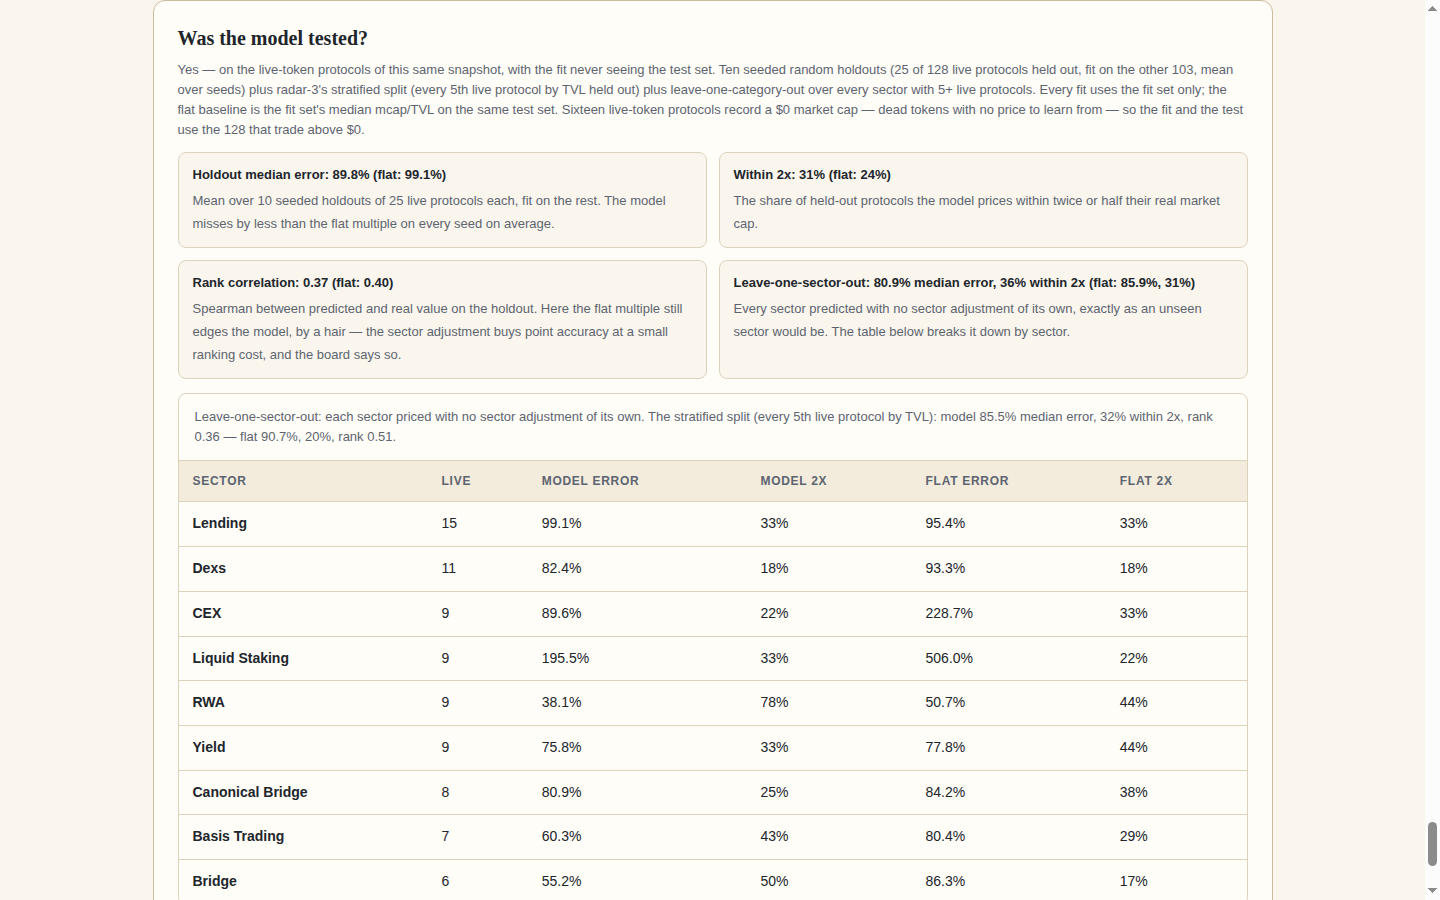 Was the model tested?
Yes — on the live-token protocols of this same snapshot, with the fit never seeing the test set. Ten seeded random holdouts (25 of 128 live protocols held out, fit on the other 103, mean
over seeds) plus radar-3's stratified split (every 5th live protocol by TVL held out) plus leave-one-category-out over every sector with 5+ live protocols. Every fit uses the fit set only; the
flat baseline is the fit set's median mcap/TVL on the same test set. Sixteen live-token protocols record a $0 market cap — dead tokens with no price to learn from — so the fit and the test
use the 128 that trade above $0.
Holdout median error: 89.8% (flat: 99.1%)
Mean over 10 seeded holdouts of 25 live protocols each, fit on the rest. The model
misses by less than the flat multiple on every seed on average.
Within 2x: 31% (flat: 24%)
The share of held-out protocols the model prices within twice or half their real market
cap.
Rank correlation: 0.37 (flat: 0.40)
Spearman between predicted and real value on the holdout. Here the flat multiple still
edges the model, by a hair — the sector adjustment buys point accuracy at a small
ranking cost, and the board says so.
Leave-one-sector-out: 80.9% median error, 36% within 2x (flat: 85.9%, 31%)
Every sector predicted with no sector adjustment of its own, exactly as an unseen
sector would be. The table below breaks it down by sector.
Leave-one-sector-out: each sector priced with no sector adjustment of its own. The stratified split (every 5th live protocol by TVL): model 85.5% median error, 32% within 2x, rank
0.36 — flat 90.7%, 20%, rank 0.51.
SECTOR LIVE MODEL ERROR MODEL 2X FLAT ERROR FLAT 2X
Lending 15 99.1% 33% 95.4% 33%
Dexs 11 82.4% 18% 93.3% 18%
CEX 9 89.6% 22% 228.7% 33%
Liquid Staking 9 195.5% 33% 506.0% 22%
RWA 9 38.1% 78% 50.7% 44%
Yield 9 75.8% 33% 77.8% 44%
Canonical Bridge 8 80.9% 25% 84.2% 38%
Basis Trading 7 60.3% 43% 80.4% 29%
Bridge 6 55.2% 50% 86.3% 17%